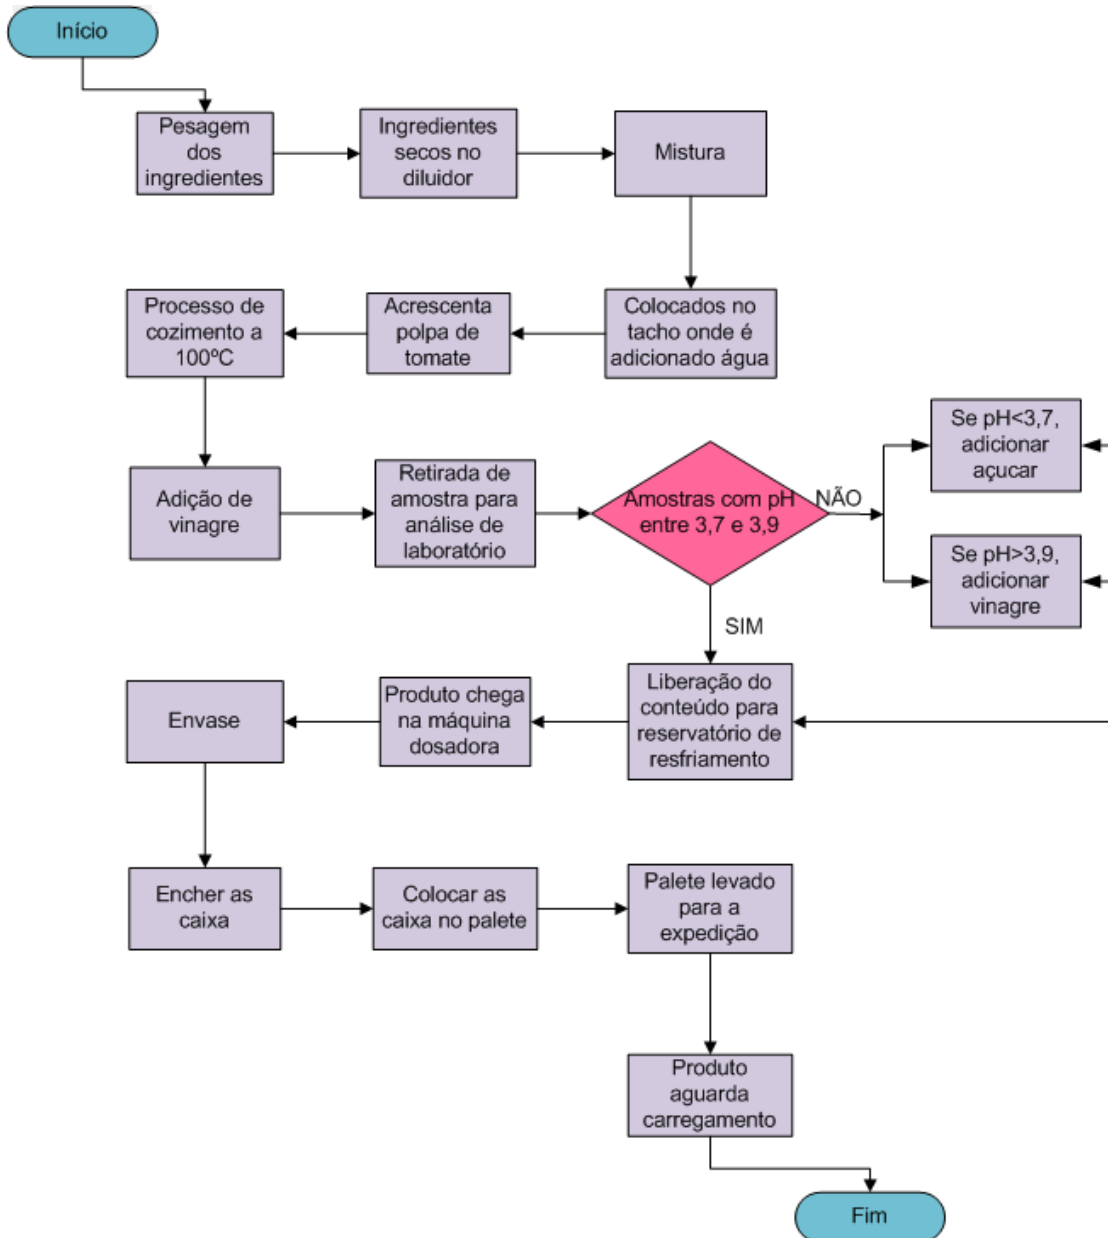 Início
Pesagem
dos
ingredientes
Ingredientes
secos no
diluidor
Mistura
Colocados no
tacho onde é
adicionado água
Acrescenta
polpa de
tomate
Processo de
cozimento a
100ºC
Adição de
vinagre
Retirada de
amostra para
análise de
laboratório
Amostras com pH
entre 3,7 e 3,9
NÃO
Se pH<3,7,
adicionar
açucar
Se pH>3,9,
adicionar
vinagre
SIM
Liberação do
conteúdo para
reservatório de
resfriamento
Produto chega
na máquina
dosadora
Envase
Encher as
caixa
Colocar as
caixa no palete
Palete levado
para a
expedição
Produto
aguarda
carregamento
Fim